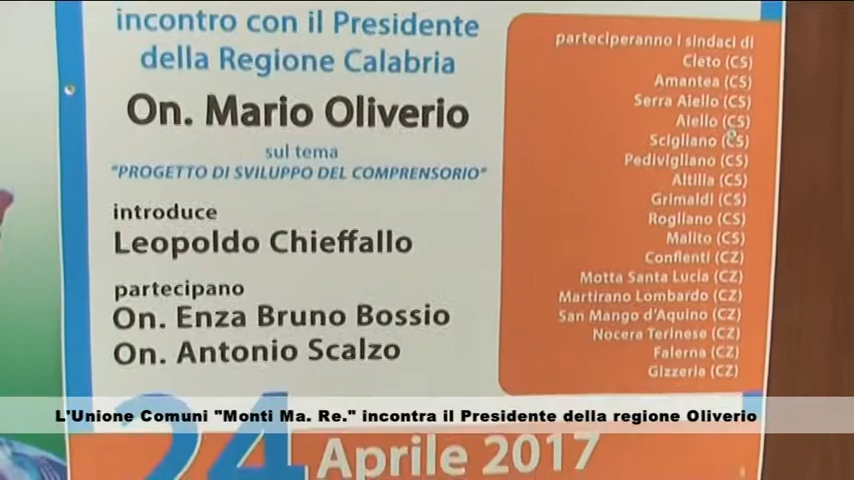 incontro con il Presidente
della Regione Calabria
On. Mario Oliverio
sul tema
"PROGETTO DI SVILUPPO DEL COMPRENSORIO"
introduce
Leopoldo Chieffallo
partecipano
On. Enza Bruno Bossio
On. Antonio Scalzo
parteciperanno i sindaci di
Cleto (CS)
Amantea (CS)
Serra Aiello (CS)
Aiello (CS)
Scigliano (CS)
Pedivigliano (CS)
Altilia (CS)
Grimaldi (CS)
Rogliano (CS)
Malito (CS)
Conflenti (CZ)
Motta Santa Lucia (CZ)
Martirano Lombardo (CZ)
San Mango d'Aquino (CZ)
Nocera Terinese (CZ)
Falerna (CZ)
Gizzeria (CZ)
L'Unione Comuni "Monti Ma. Re." incontra il Presidente della regione Oliverio
24 Aprile 2017